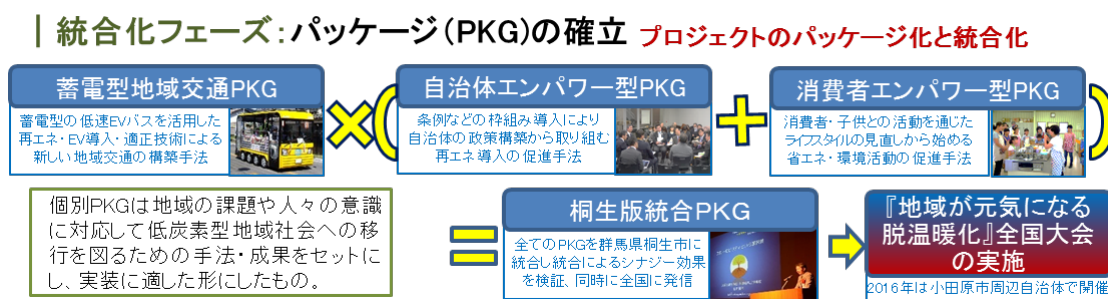 統合化フェーズ：パッケージ（PKG）の確立 プロジェクトのパッケージ化と統合化
蓄電型地域交通PKG
蓄電型の低速EVバスを活用した
再エネ・EV導入・適正技術による
新しい地域交通の構築手法
×
（
自治体エンパワー型PKG
条例などの枠組み導入により
自治体の政策構築から取り組む
再エネ導入の促進手法
＋
消費者エンパワー型PKG
消費者・子供との活動を通じた
ライフスタイルの見直しから始める
省エネ・環境活動の促進手法
）
個別PKGは地域の課題や人々の意識
に対応して低炭素型地域社会への移
行を図るための手法・成果をセットに
し、実装に適した形にしたもの。
＝
桐生版統合PKG
全てのPKGを群馬県桐生市に
統合し統合によるシナジー効果
を検証、同時に全国に発信
『地域が元気になる
脱温暖化』全国大会
の実施
2016年は小田原市周辺自治体で開催